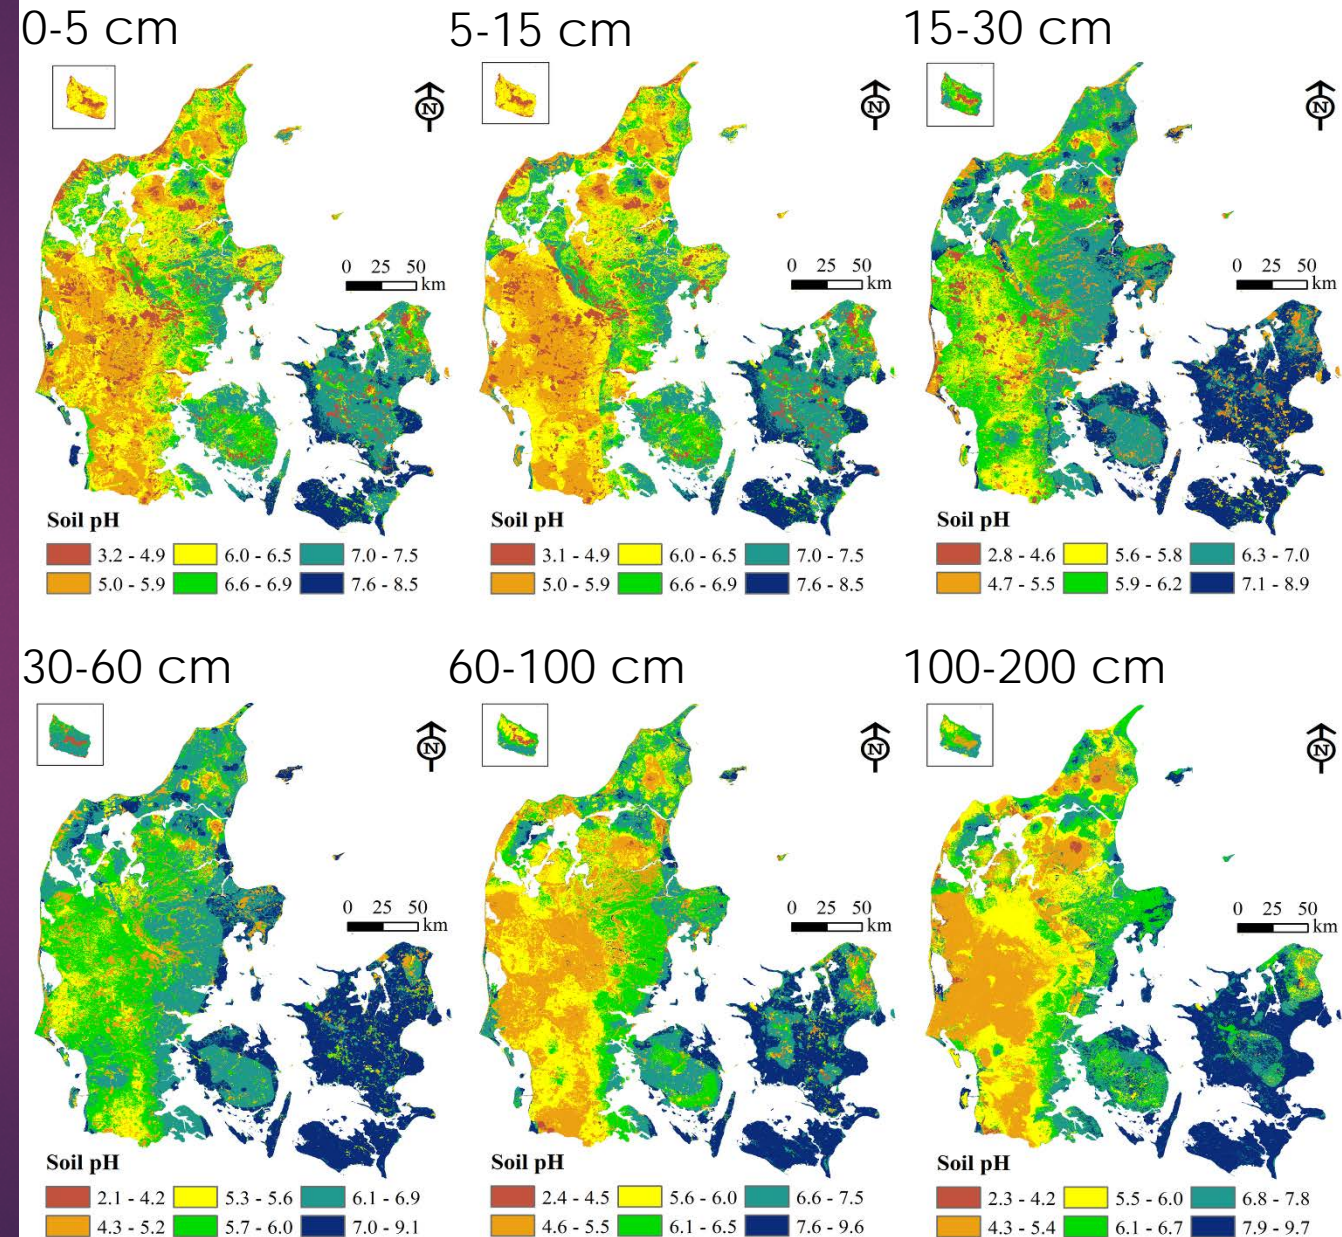 0-5 cm
N
0 25 50
km
Soil pH
3.2 - 4.9 6.0 - 6.5 7.0 - 7.5
5.0 - 5.9 6.6 - 6.9 7.6 - 8.5
5-15 cm
N
0 25 50
km
Soil pH
3.1 - 4.9 6.0 - 6.5 7.0 - 7.5
5.0 - 5.9 6.6 - 6.9 7.6 - 8.5
15-30 cm
N
0 25 50
km
Soil pH
2.8 - 4.6 5.6 - 5.8 6.3 - 7.0
4.7 - 5.5 5.9 - 6.2 7.1 - 8.9
30-60 cm
N
0 25 50
km
Soil pH
2.1 - 4.2 5.3 - 5.6 6.1 - 6.9
4.3 - 5.2 5.7 - 6.0 7.0 - 9.1
60-100 cm
N
0 25 50
km
Soil pH
2.4 - 4.5 5.6 - 6.0 6.6 - 7.5
4.6 - 5.5 6.1 - 6.5 7.6 - 9.6
100-200 cm
N
0 25 50
km
Soil pH
2.3 - 4.2 5.5 - 6.0 6.8 - 7.8
4.3 - 5.4 6.1 - 6.7 7.9 - 9.7